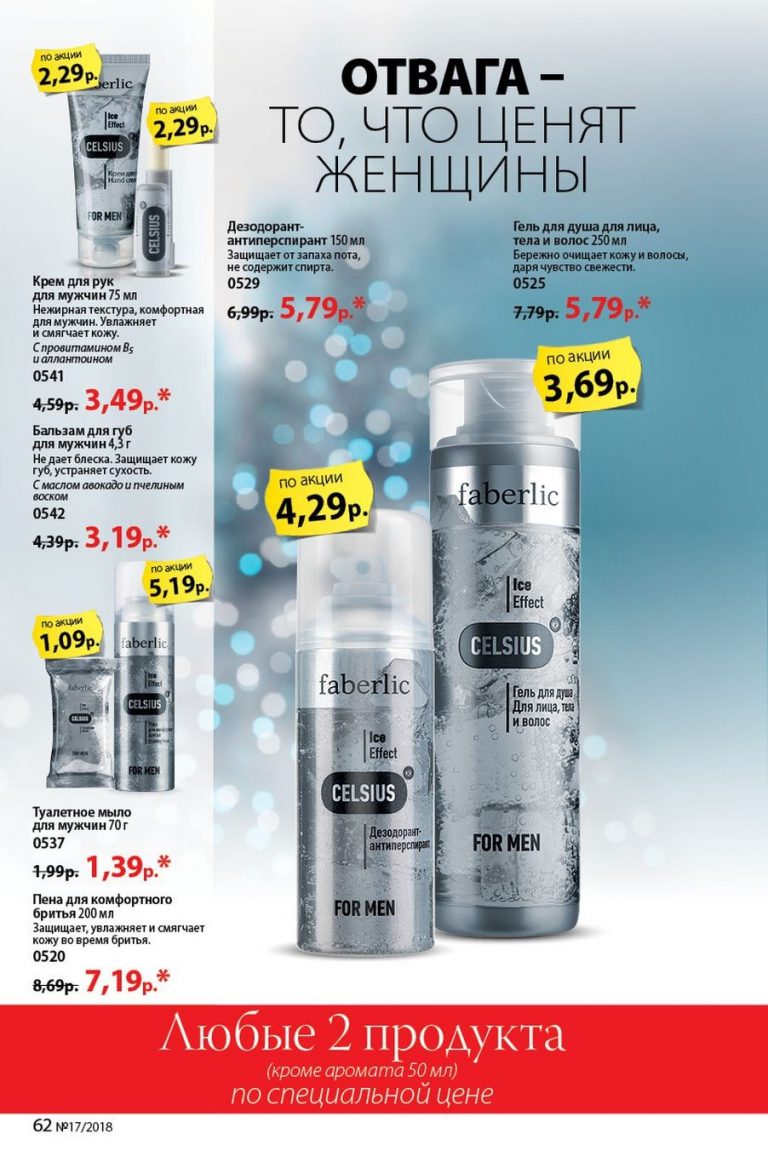 ОТВАГА –
ТО, ЧТО ЦЕНЯТ
ЖЕНЩИНЫ
по акции
2,29р.
по акции
2,29р.
erlic
Ice
Effect
CELSIUS
FOR MEN
CELSIUS
Крем для рук
для мужчин 75 мл
Нежирная текстура, комфортная
для мужчин. Увлажняет
и смягчает кожу.
С провитамином B5
и аллантоином
0541
4,59р. 3,49р.*
Бальзам для губ
для мужчин 4,3 г
Не дает блеска. Защищает кожу
губ, устраняет сухость.
С маслом авокадо и пчелиным
воском
0542
4,39р. 3,19р.*
Дезодорант-
антиперспирант 150 мл
Защищает от запаха пота,
не содержит спирта.
0529
6,99р. 5,79р.*
Гель для душа для лица,
тела и волос 250 мл
Бережно очищает кожу и волосы,
даря чувство свежести.
0525
7,79р. 5,79р.*
по акции
3,69р.
faberlic
Ice
Effect
CELSIUS
Гель для душа
Для лица, тела
и волос
FOR MEN
по акции
4,29р.
faberlic
Ice
Effect
CELSIUS
Дезодорант-
антиперспирант
FOR MEN
по акции
5,19р.
faberlic
Ice
Effect
CELSIUS
FOR MEN
по акции
1,09р.
faberlic
CELSIUS
FOR MEN
Туалетное мыло
для мужчин 70 г
0537
1,99р. 1,39р.*
Пена для комфортного
бритья 200 мл
Защищает, увлажняет и смягчает
кожу во время бритья.
0520
8,69р. 7,19р.*
Любые 2 продукта
(кроме аромата 50 мл)
по специальной цене
62 №17/2018